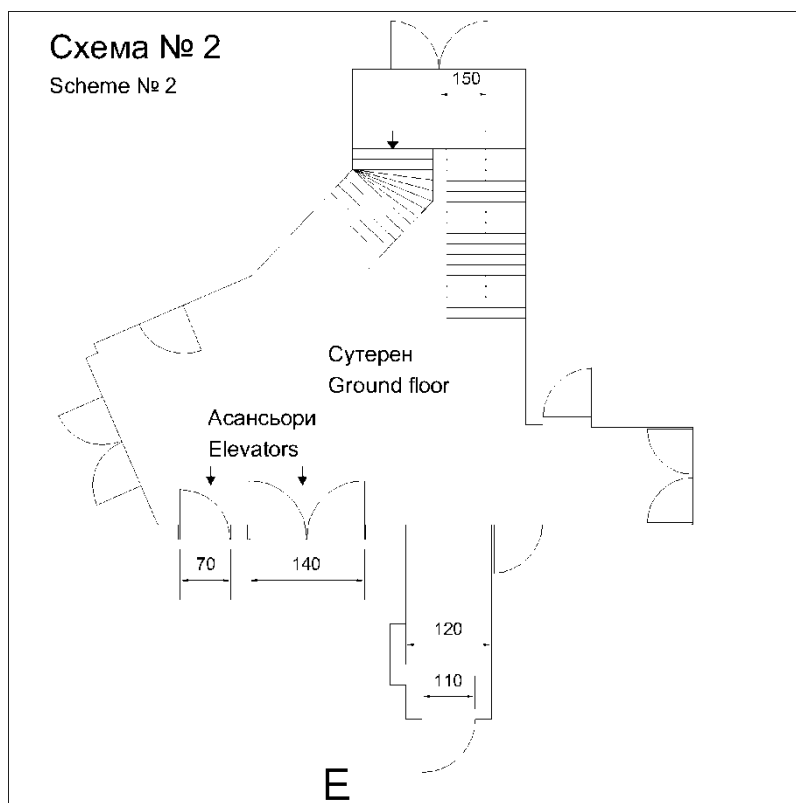 Схема № 2
Scheme № 2
150
Сутерен
Ground floor
Асансьори
Elevators
70
140
120
110
E